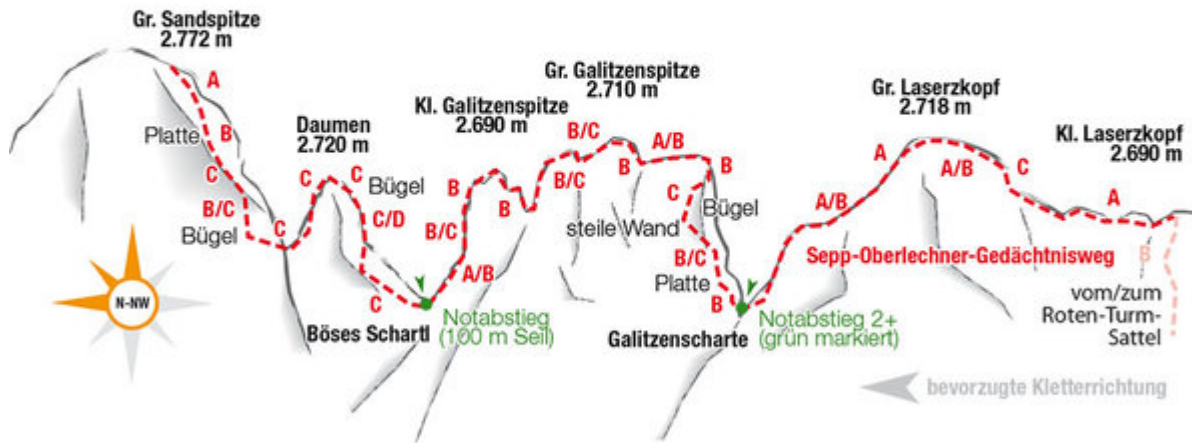 Gr. Sandspitze
2.772 m
A
B
Platte
C
B/C
Bügel
C
Daumen
2.720 m
C
C
Bügel
C/D
C
Böses Schartl
Notabstieg
(100 m Seil)
Kl. Galitzenspitze
2.690 m
B
B
B/C
A/B
Gr. Galitzenspitze
2.710 m
B/C
B/C
B
A/B
B
C
Bügel
steile Wand
B/C
Platte
B
Galitzenscharte
Notabstieg 2+
(grün markiert)
Gr. Laserzkopf
2.718 m
A
A/B
A/B
C
Kl. Laserzkopf
2.690 m
A
Sepp-Oberlechner-Gedächtnisweg
B
vom/zum
Roten-Turm-
Sattel
N-NW
bevorzugte Kletterrichtung